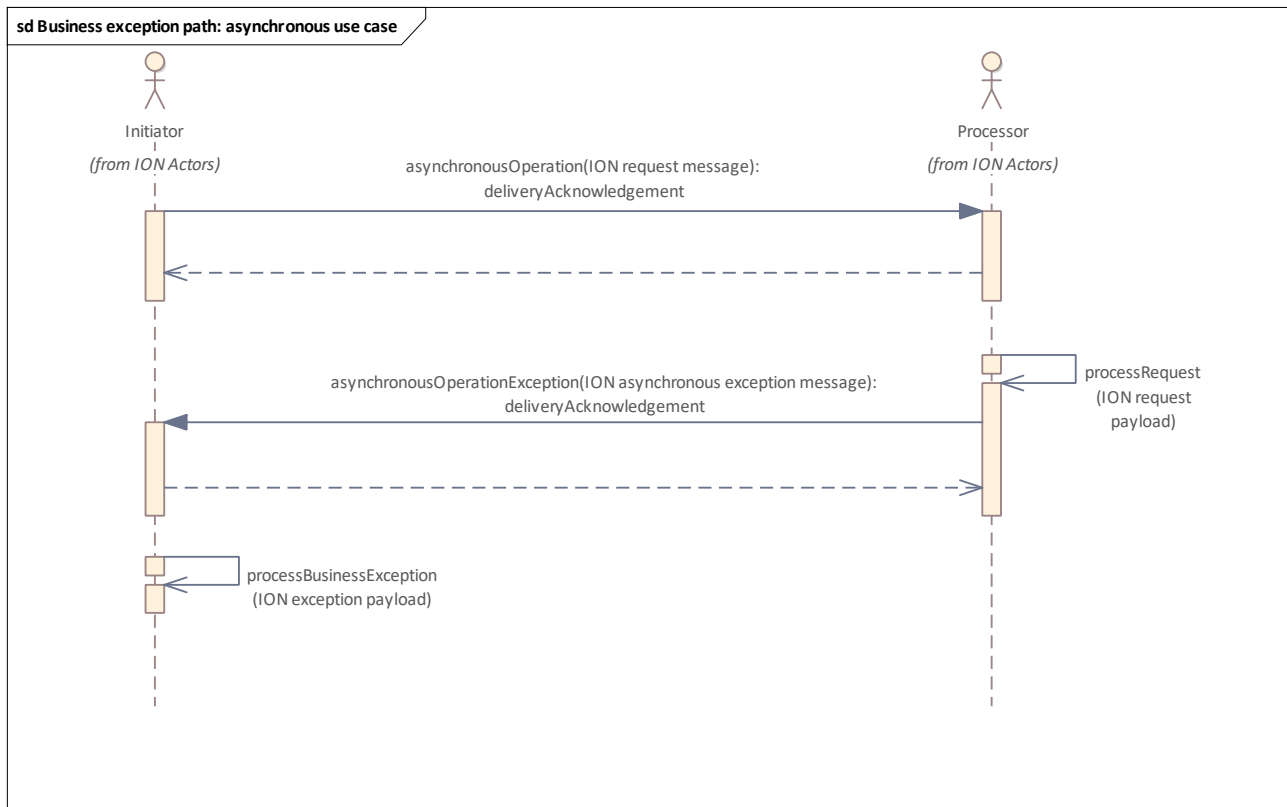 sd Business exception path: asynchronous use case
Initiator
(from ION Actors)
Processor
(from ION Actors)
asynchronousOperation(ION request message):
deliveryAcknowledgement
processRequest
(ION request
payload)
asynchronousOperationException(ION asynchronous exception message):
deliveryAcknowledgement
processBusinessException
(ION exception payload)